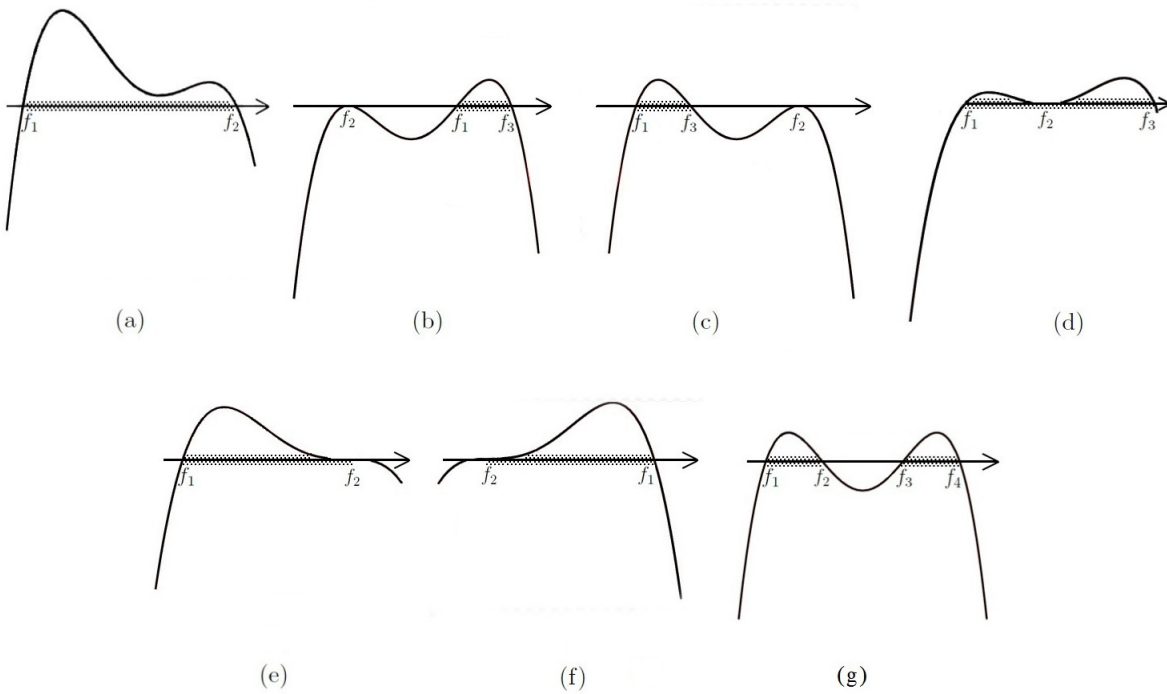 f₁ f₂
f₂ f₁ f₃
f₁ f₃ f₂
f₁ f₂ f₃
(a) (b) (c) (d)
f₁ f₂
f₂ f₁
f₁ f₂ f₃ f₄
(e) (f) (g)